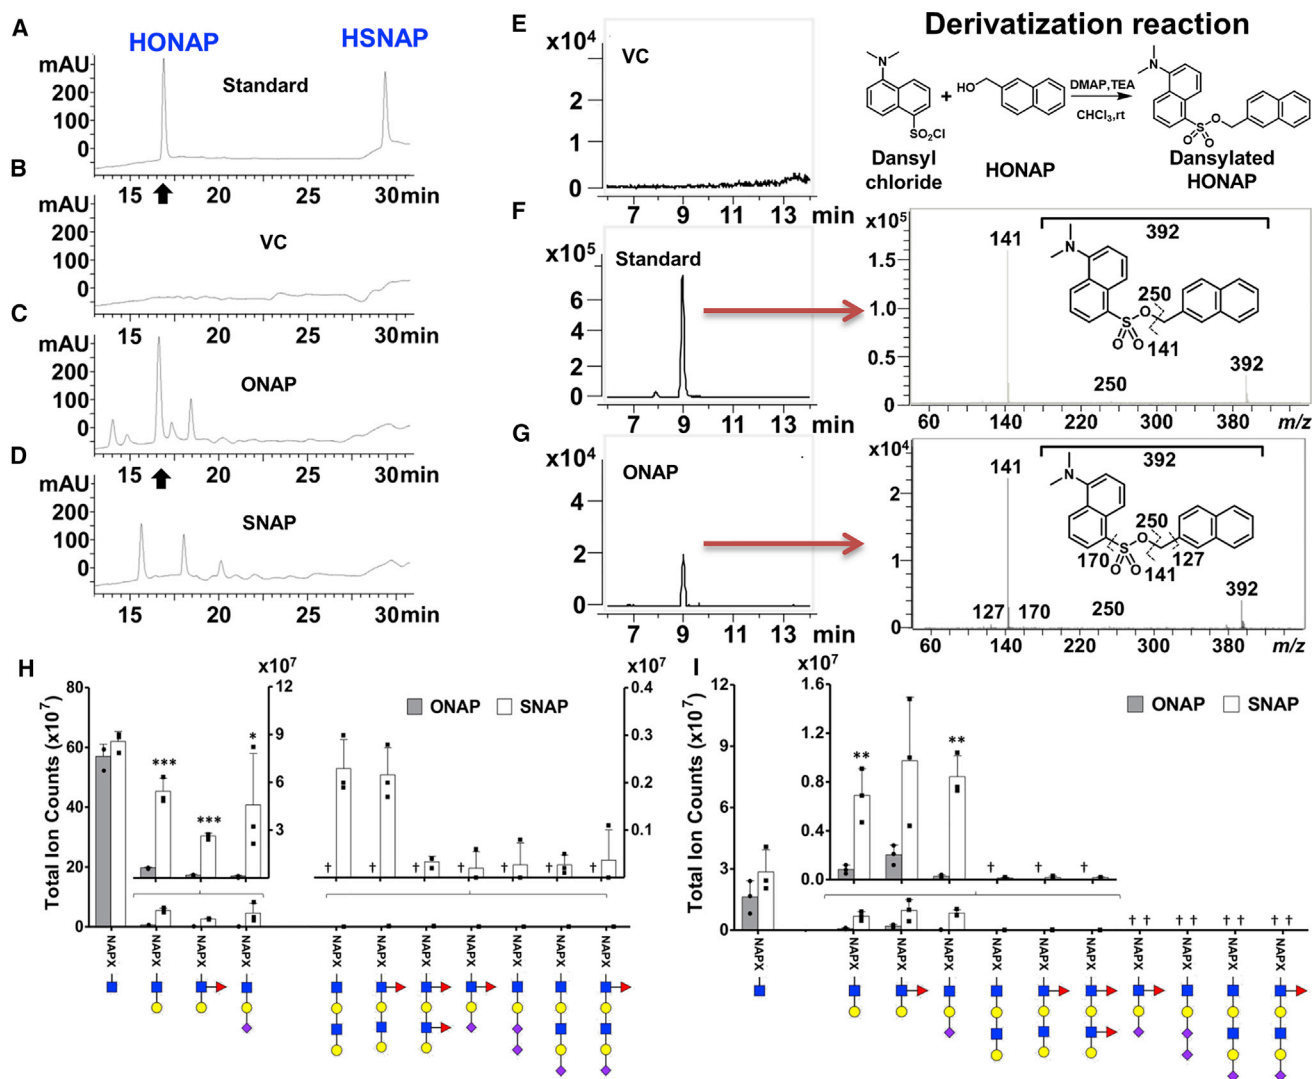 A
HONAP
HSNAP
mAU
Standard
200
100
0
15
20
25
30min
B
mAU
VC
200
100
0
C
mAU
ONAP
200
100
0
15
20
25
30min
D
mAU
SNAP
200
100
0
15
20
25
30min
E
x10⁴
VC
2
1
0
7
9
11
13
min
Derivatization reaction
N
SO₂Cl
+
HO
DMAP,TEA
CHCl₃,rt
N
S
O
O
O
Dansyl
chloride
HONAP
Dansylated
HONAP
F
x10⁵
Standard
6
4
2
0
7
9
11
13
min
x10⁵
1.5
1.0
0.5
0
141
392
N
250
O
S
O
O
141
250
392
60
140
220
300
380
m/z
G
x10⁴
ONAP
4
2
0
7
9
11
13
min
x10⁴
2
1
0
141
392
N
250
O
170
S
O
O
141
127
127
170
250
392
60
140
220
300
380
m/z
H
Total Ion Counts (x10⁷)
80
60
40
20
0
x10⁷
12
9
6
3
***
***
*
ONAP
SNAP
x10⁷
0.4
0.3
0.2
0.1
† † † † † †
NAPX NAPX NAPX NAPX NAPX NAPX NAPX NAPX NAPX NAPX NAPX
I
Total Ion Counts (x10⁷)
12
9
6
3
0
x10⁷
1.6
1.2
0.8
0.4
0.0
**
**
† † †
ONAP
SNAP
† † † † † † † †
NAPX NAPX NAPX NAPX NAPX NAPX NAPX NAPX NAPX NAPX NAPX